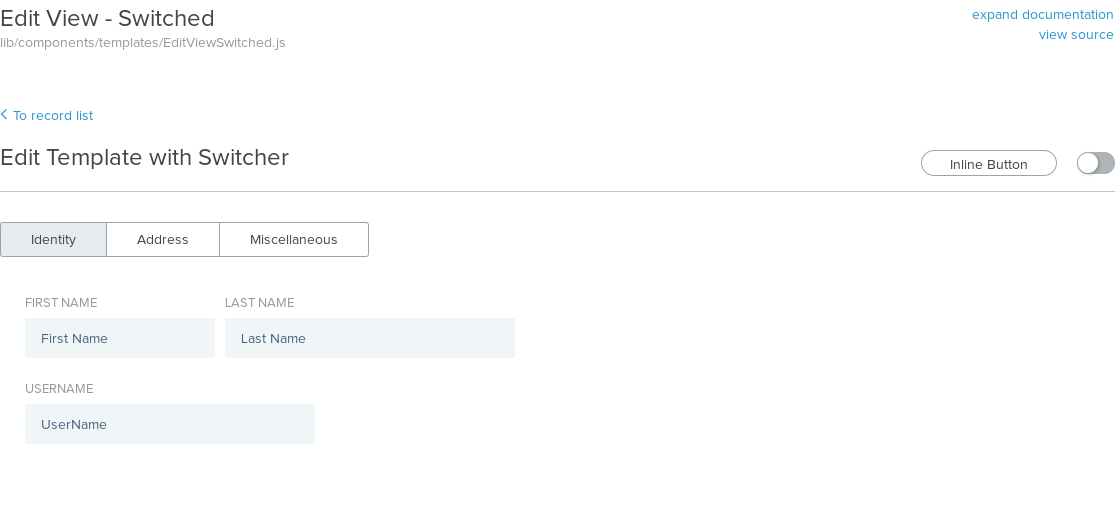 Edit View - Switched
expand documentation
lib/components/templates/EditViewSwitched.js
view source
To record list
Edit Template with Switcher
Inline Button
Identity Address Miscellaneous
FIRST NAME LAST NAME
First Name Last Name
USERNAME
UserName